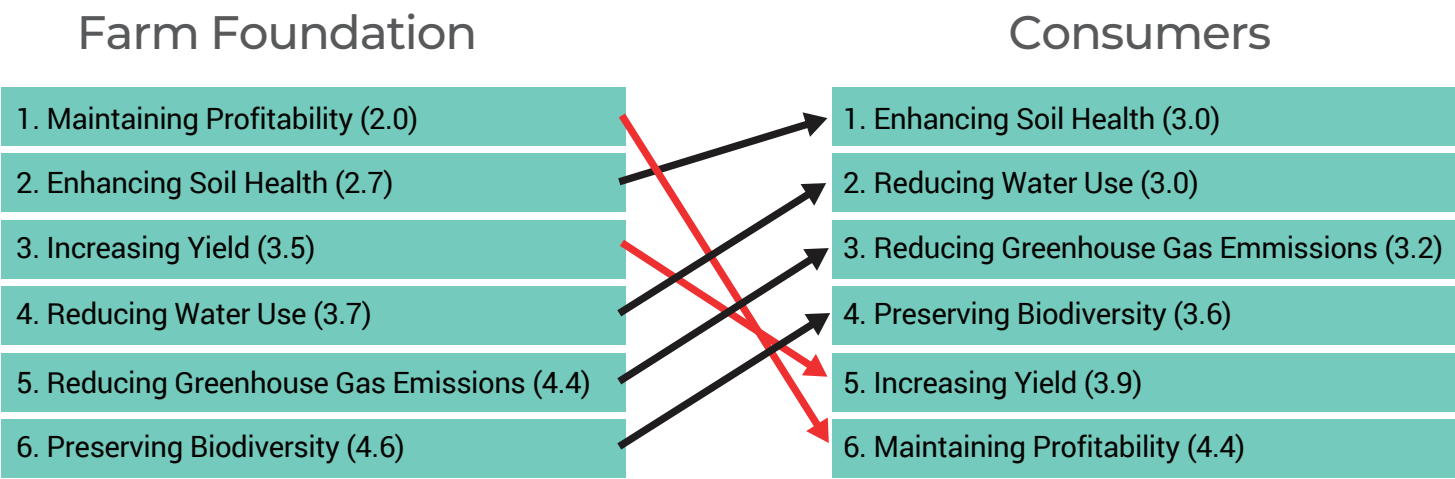 Farm Foundation
Consumers
1. Maintaining Profitability (2.0)
2. Enhancing Soil Health (2.7)
3. Increasing Yield (3.5)
4. Reducing Water Use (3.7)
5. Reducing Greenhouse Gas Emissions (4.4)
6. Preserving Biodiversity (4.6)
1. Enhancing Soil Health (3.0)
2. Reducing Water Use (3.0)
3. Reducing Greenhouse Gas Emmissions (3.2)
4. Preserving Biodiversity (3.6)
5. Increasing Yield (3.9)
6. Maintaining Profitability (4.4)